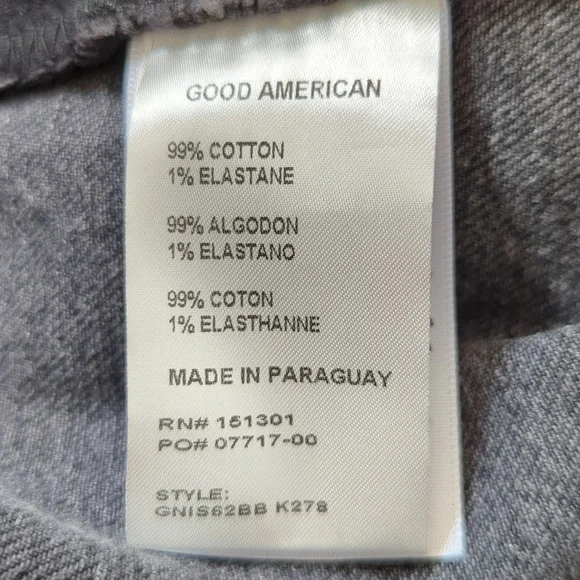 GOOD AMERICAN
99% COTTON
1% ELASTANE
99% ALGODON
1% ELASTANO
99% COTON
1% ELASTHANNE
MADE IN PARAGUAY
RN# 151301
PO# 07717-00
STYLE:
GNIS62BB K278